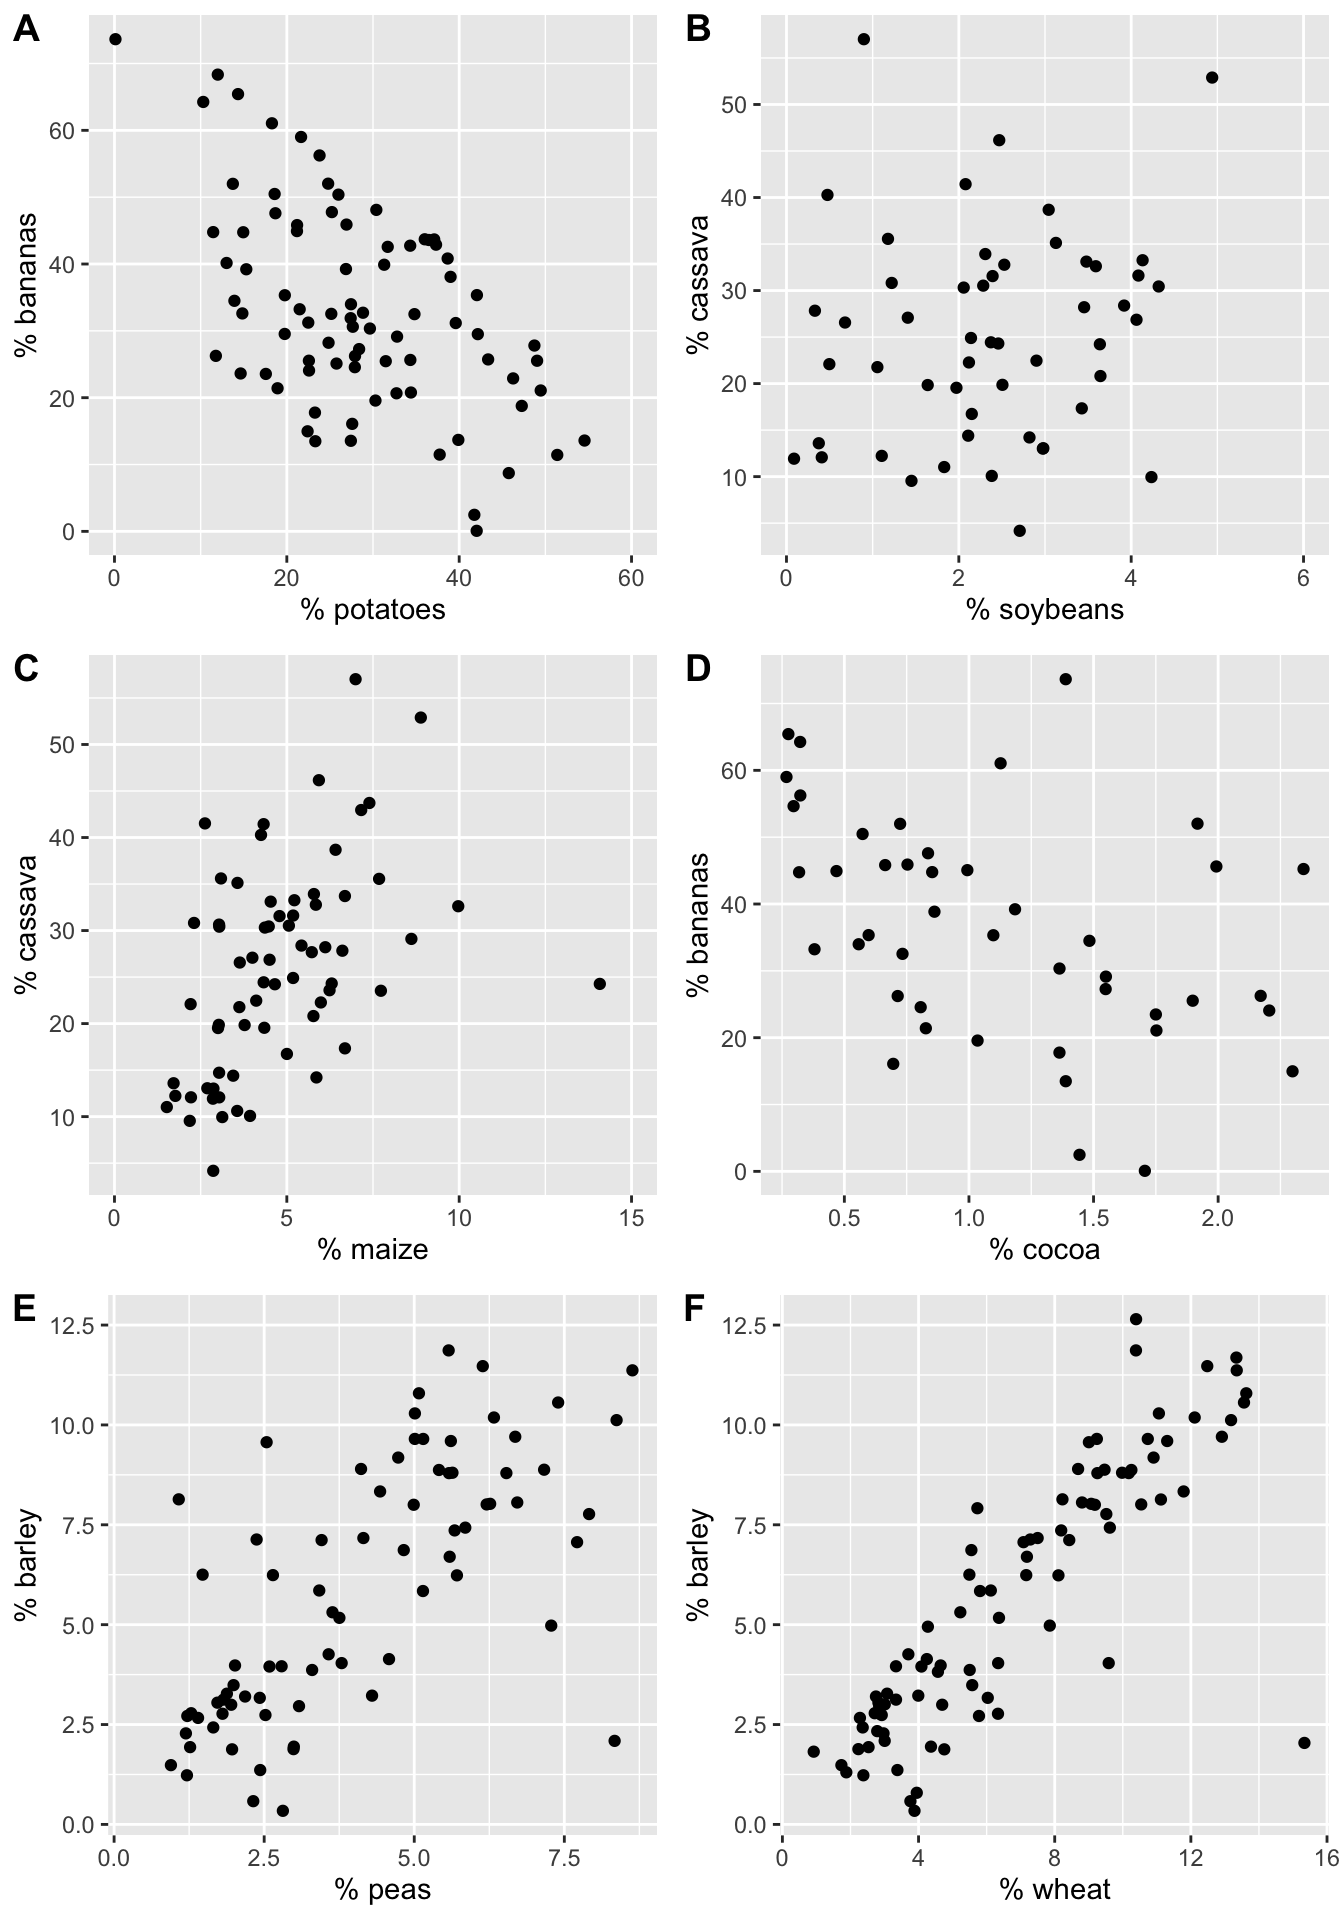 A
% bananas
60
40
20
0
0 20 40 60
% potatoes
B
% cassava
50
40
30
20
10
0 2 4 6
% soybeans
C
% cassava
50
40
30
20
10
0 5 10 15
% maize
D
% bananas
60
40
20
0
0.5 1.0 1.5 2.0
% cocoa
E
% barley
12.5
10.0
7.5
5.0
2.5
0.0
0.0 2.5 5.0 7.5
% peas
F
% barley
12.5
10.0
7.5
5.0
2.5
0.0
0 4 8 12 16
% wheat